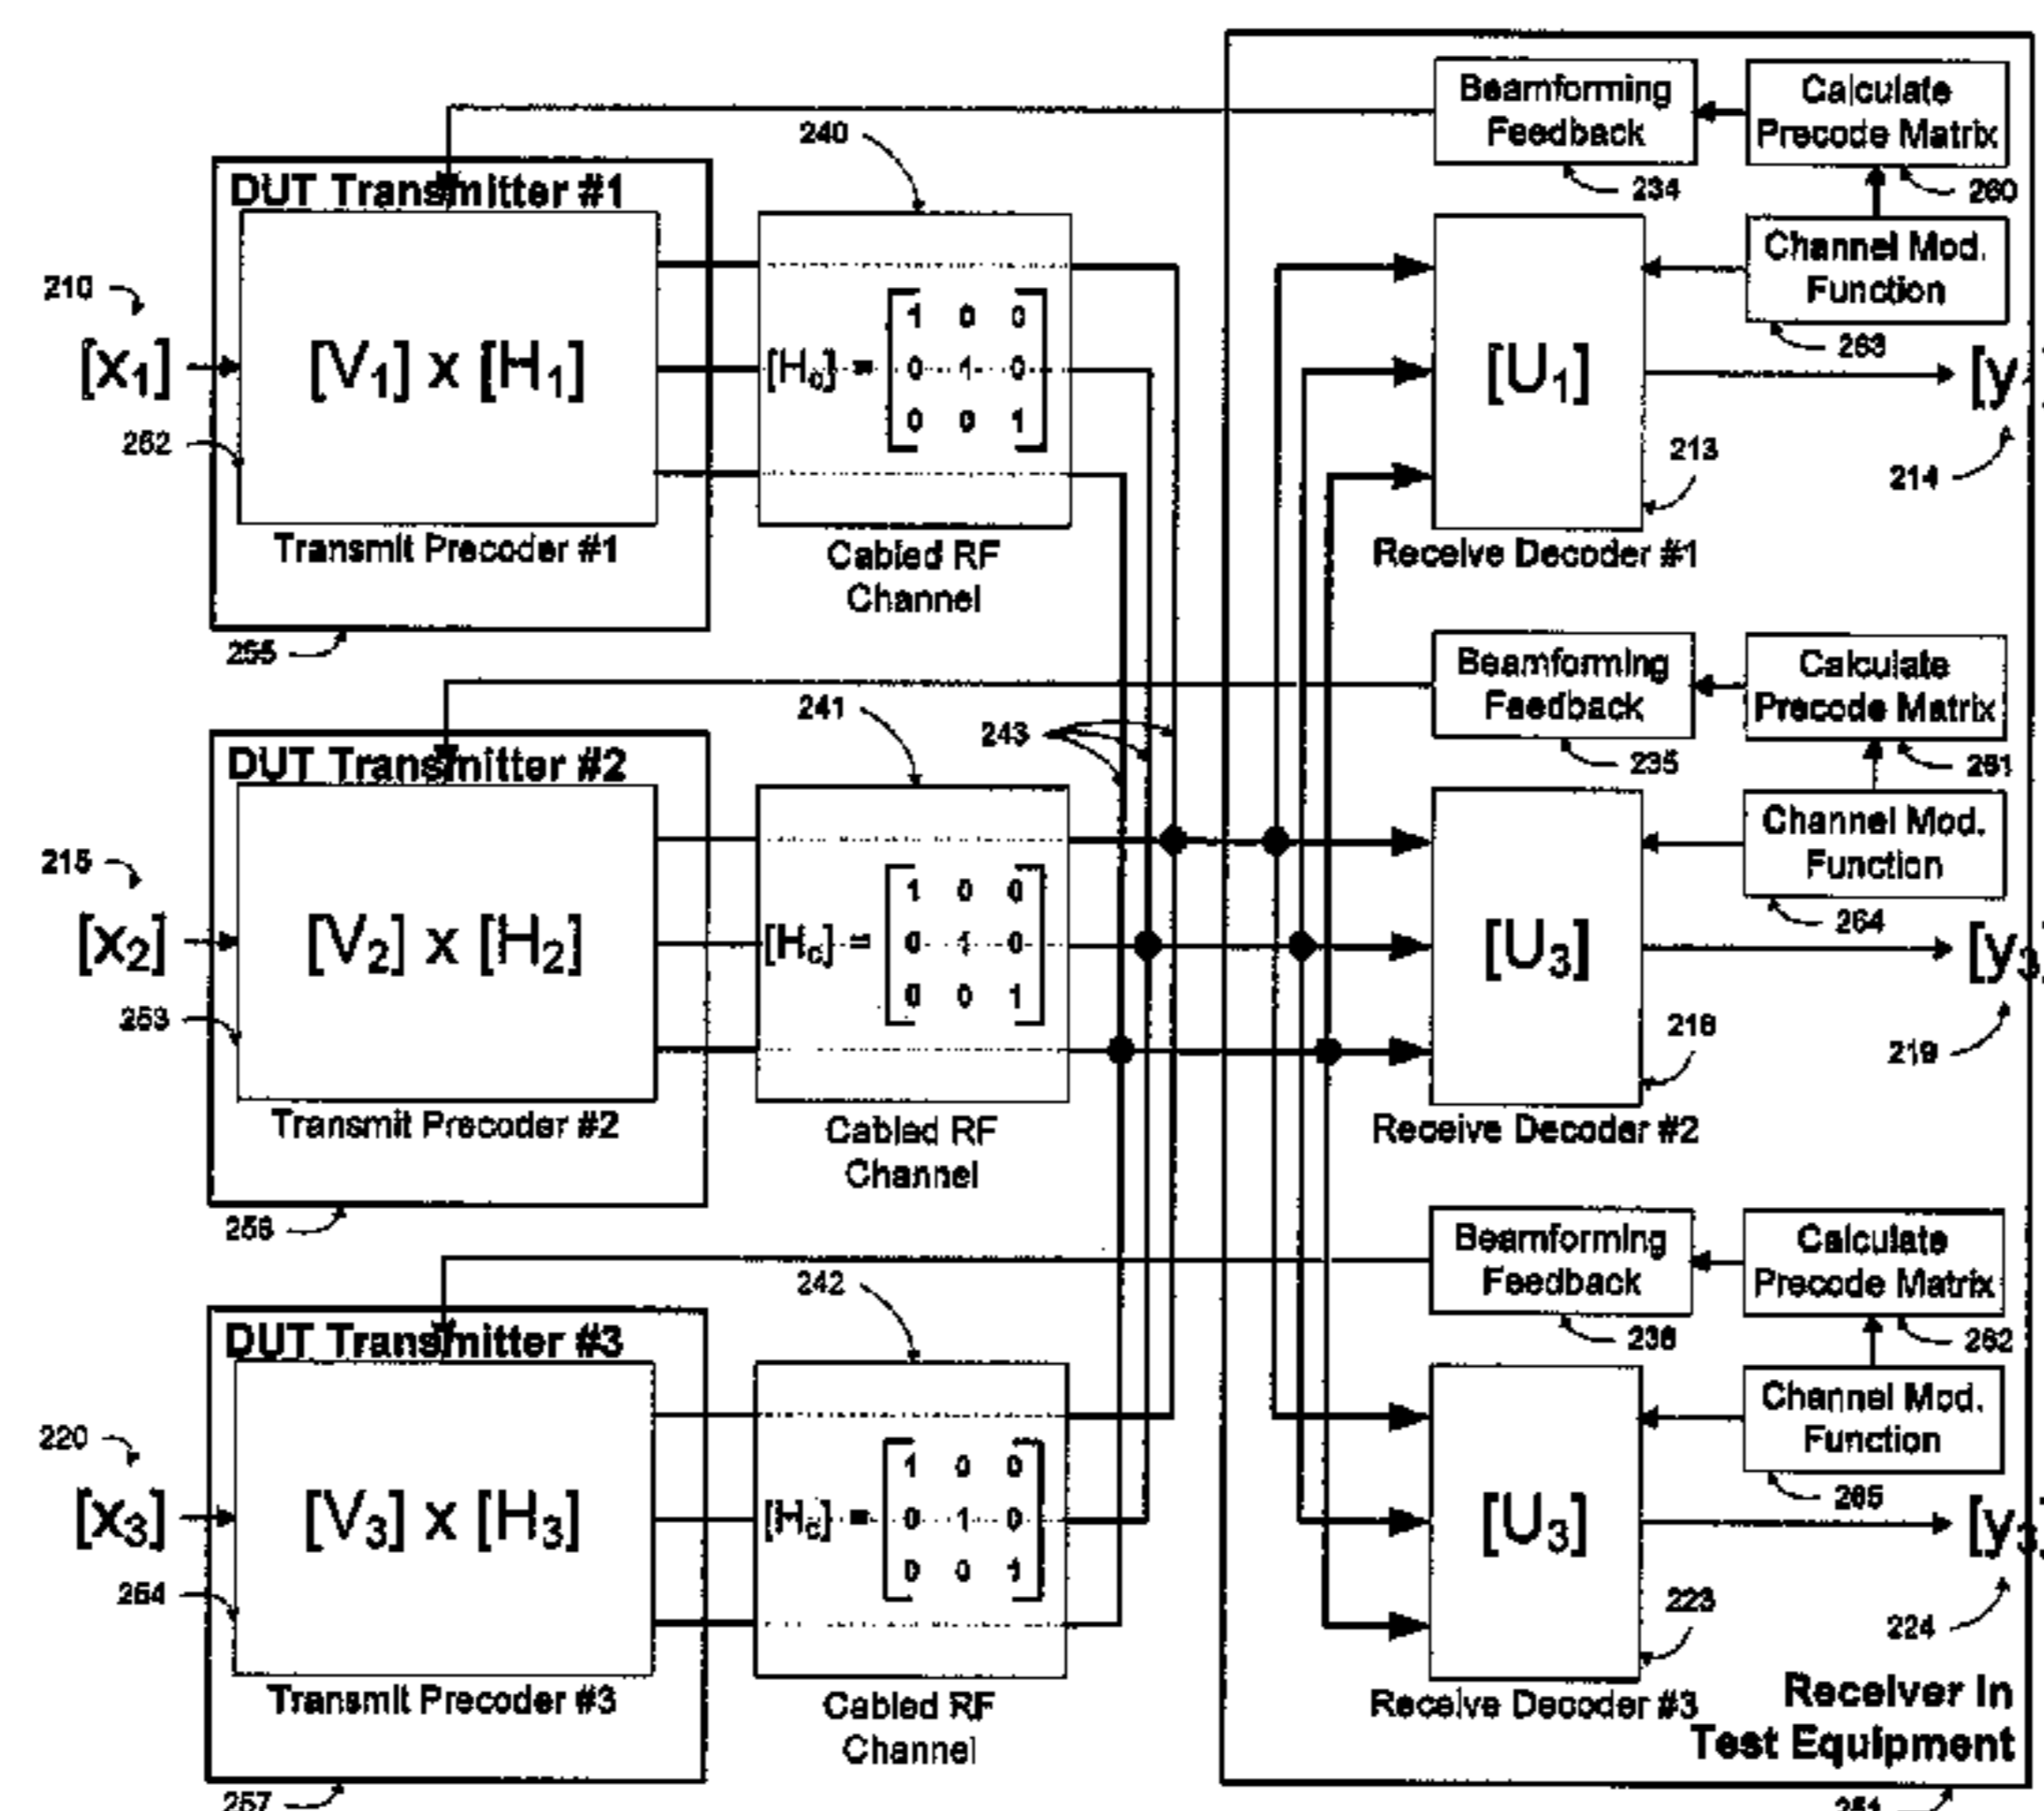 Beamforming
Feedback
Calculate
Precode Matrix
240
234
260
DUT Transmitter #1
Channel Mod.
Function
210
263
[x1]
[V1] x [H1]
[Hc] =
1 0 0
0 1 0
0 0 1
[U1]
[y
252
213
214
Transmit Precoder #1
Cabled RF
Channel
Receive Decoder #1
255
Beamforming
Feedback
Calculate
Precode Matrix
241
243
235
261
DUT Transmitter #2
Channel Mod.
Function
215
264
[x2]
[V2] x [H2]
[Hc] =
1 0 0
0 1 0
0 0 1
[U3]
[y3
253
218
219
Transmit Precoder #2
Cabled RF
Channel
Receive Decoder #2
256
Beamforming
Feedback
Calculate
Precode Matrix
242
236
262
DUT Transmitter #3
Channel Mod.
Function
220
265
[x3]
[V3] x [H3]
[Hc] =
1 0 0
0 1 0
0 0 1
[U3]
[y3
254
223
224
Transmit Precoder #3
Cabled RF
Channel
Receive Decoder #3
Receiver In
Test Equipment
257